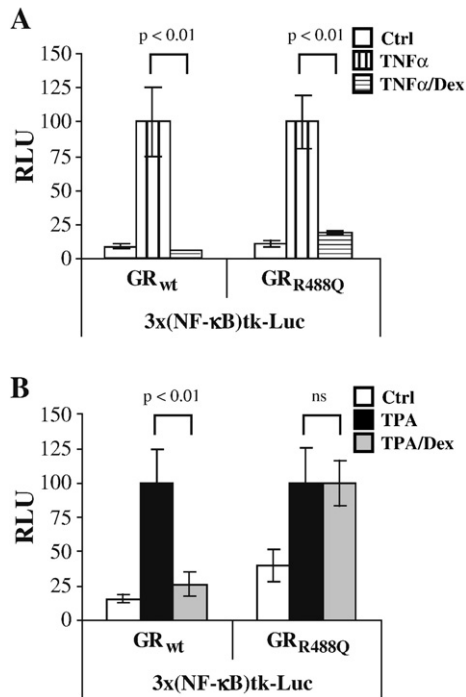 A
p < 0.01
p < 0.01
Ctrl
TNFα
TNFα/Dex
RLU
150
125
100
75
50
25
0
GRwt
GRR488Q
3x(NF-κB)tk-Luc
B
p < 0.01
ns
Ctrl
TPA
TPA/Dex
RLU
150
125
100
75
50
25
0
GRwt
GRR488Q
3x(NF-κB)tk-Luc